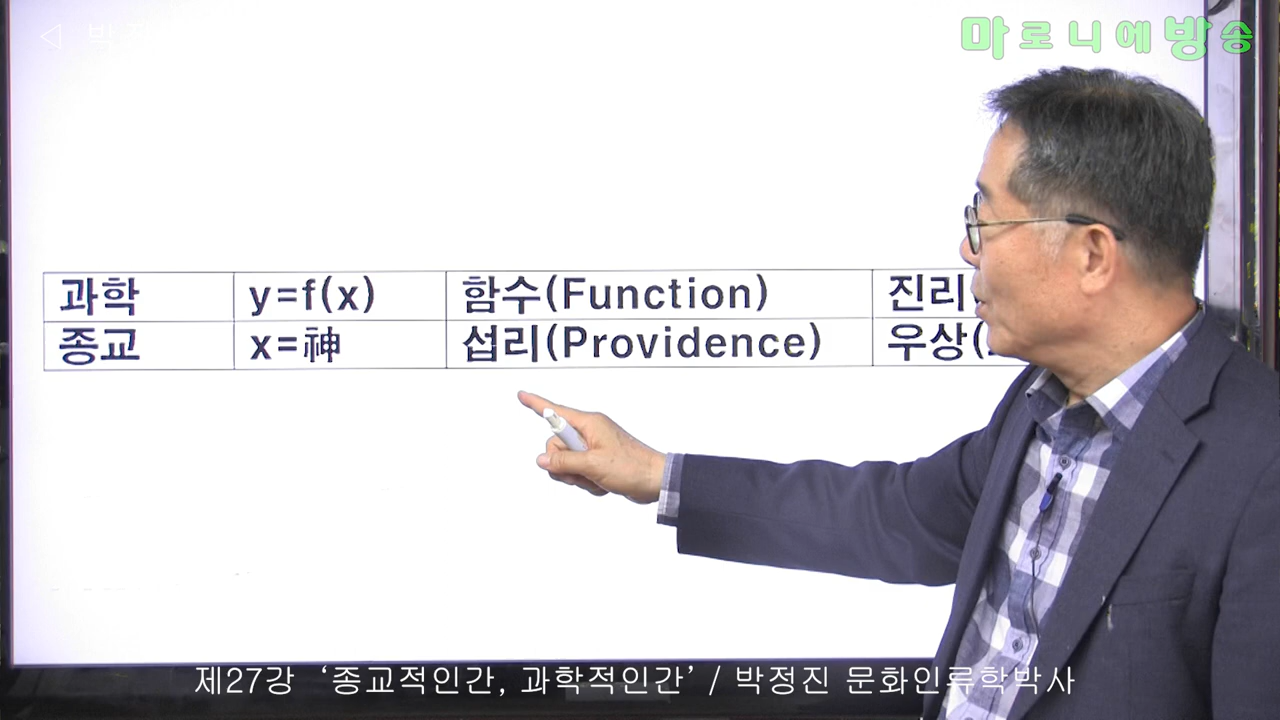 마로니에방송
과학 y=f(x) 함수(Function) 진리
종교 x=神 섭리(Providence) 우상(
제27강 ‘종교적인간, 과학적인간’ / 박정진 문화인류학박사